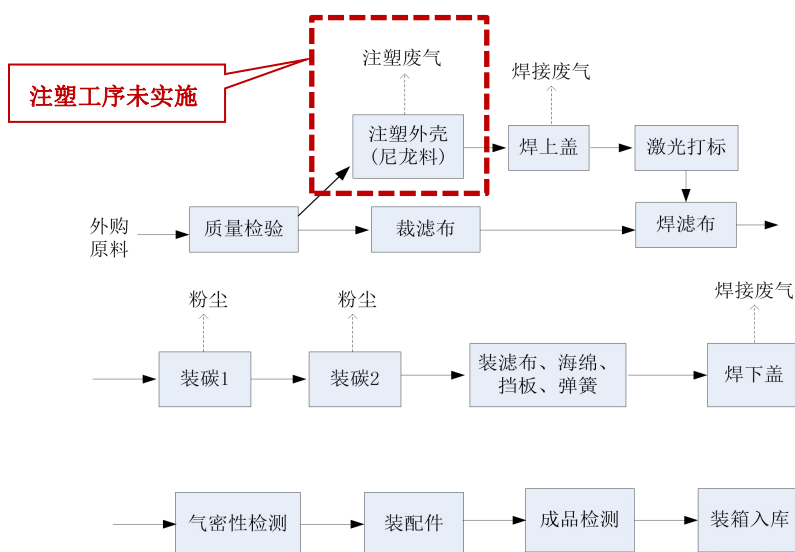 注塑废气
焊接废气
注塑工序未实施
注塑外壳
(尼龙料)
焊上盖
激光打标
外购
原料
质量检验
裁滤布
焊滤布
粉尘
粉尘
焊接废气
装碳1
装碳2
装滤布、海绵、
挡板、弹簧
焊下盖
气密性检测
装配件
成品检测
装箱入库